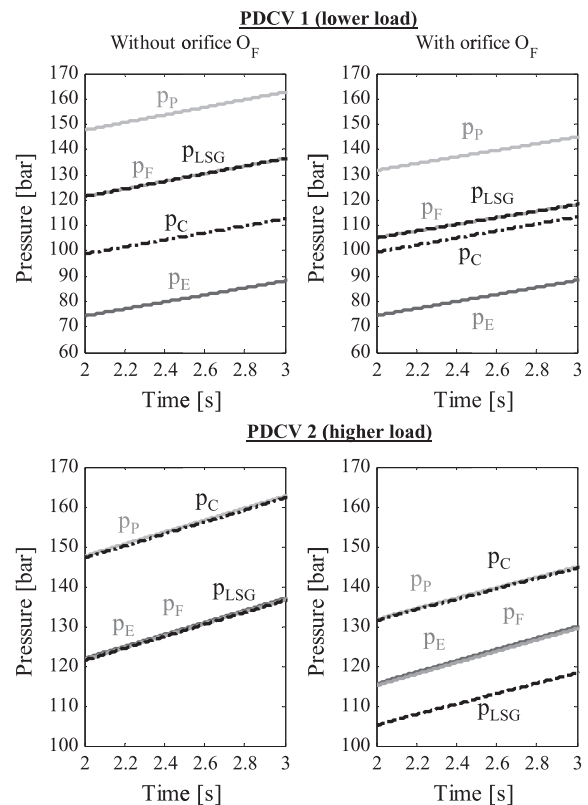 PDCV 1 (lower load)
Without orifice O_F
With orifice O_F
170
160
150
140
130
120
110
100
90
80
70
60
Pressure [bar]
p_P
p_F
p_LSG
p_C
p_E
2 2.2 2.4 2.6 2.8 3
Time [s]
170
160
150
140
130
120
110
100
90
80
70
60
Pressure [bar]
p_P
p_F
p_LSG
p_C
p_E
2 2.2 2.4 2.6 2.8 3
Time [s]
PDCV 2 (higher load)
170
160
150
140
130
120
110
100
Pressure [bar]
p_P
p_C
p_E
p_F
p_LSG
2 2.2 2.4 2.6 2.8 3
Time [s]
170
160
150
140
130
120
110
100
Pressure [bar]
p_P
p_C
p_E
p_F
p_LSG
2 2.2 2.4 2.6 2.8 3
Time [s]